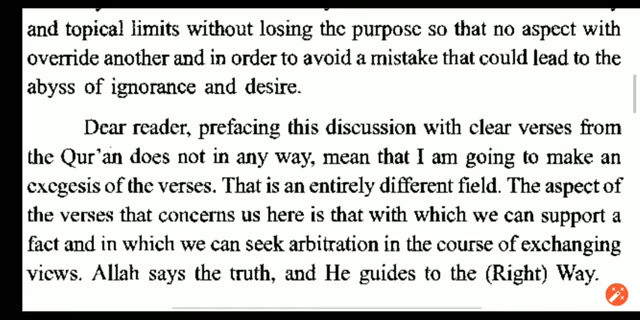 and topical limits without losing the purpose so that no aspect with
override another and in order to avoid a mistake that could lead to the
abyss of ignorance and desire.
Dear reader, prefacing this discussion with clear verses from
the Qur'an does not in any way, mean that I am going to make an
exegesis of the verses. That is an entirely different field. The aspect of
the verses that concerns us here is that with which we can support a
fact and in which we can seek arbitration in the course of exchanging
views. Allah says the truth, and He guides to the (Right) Way.